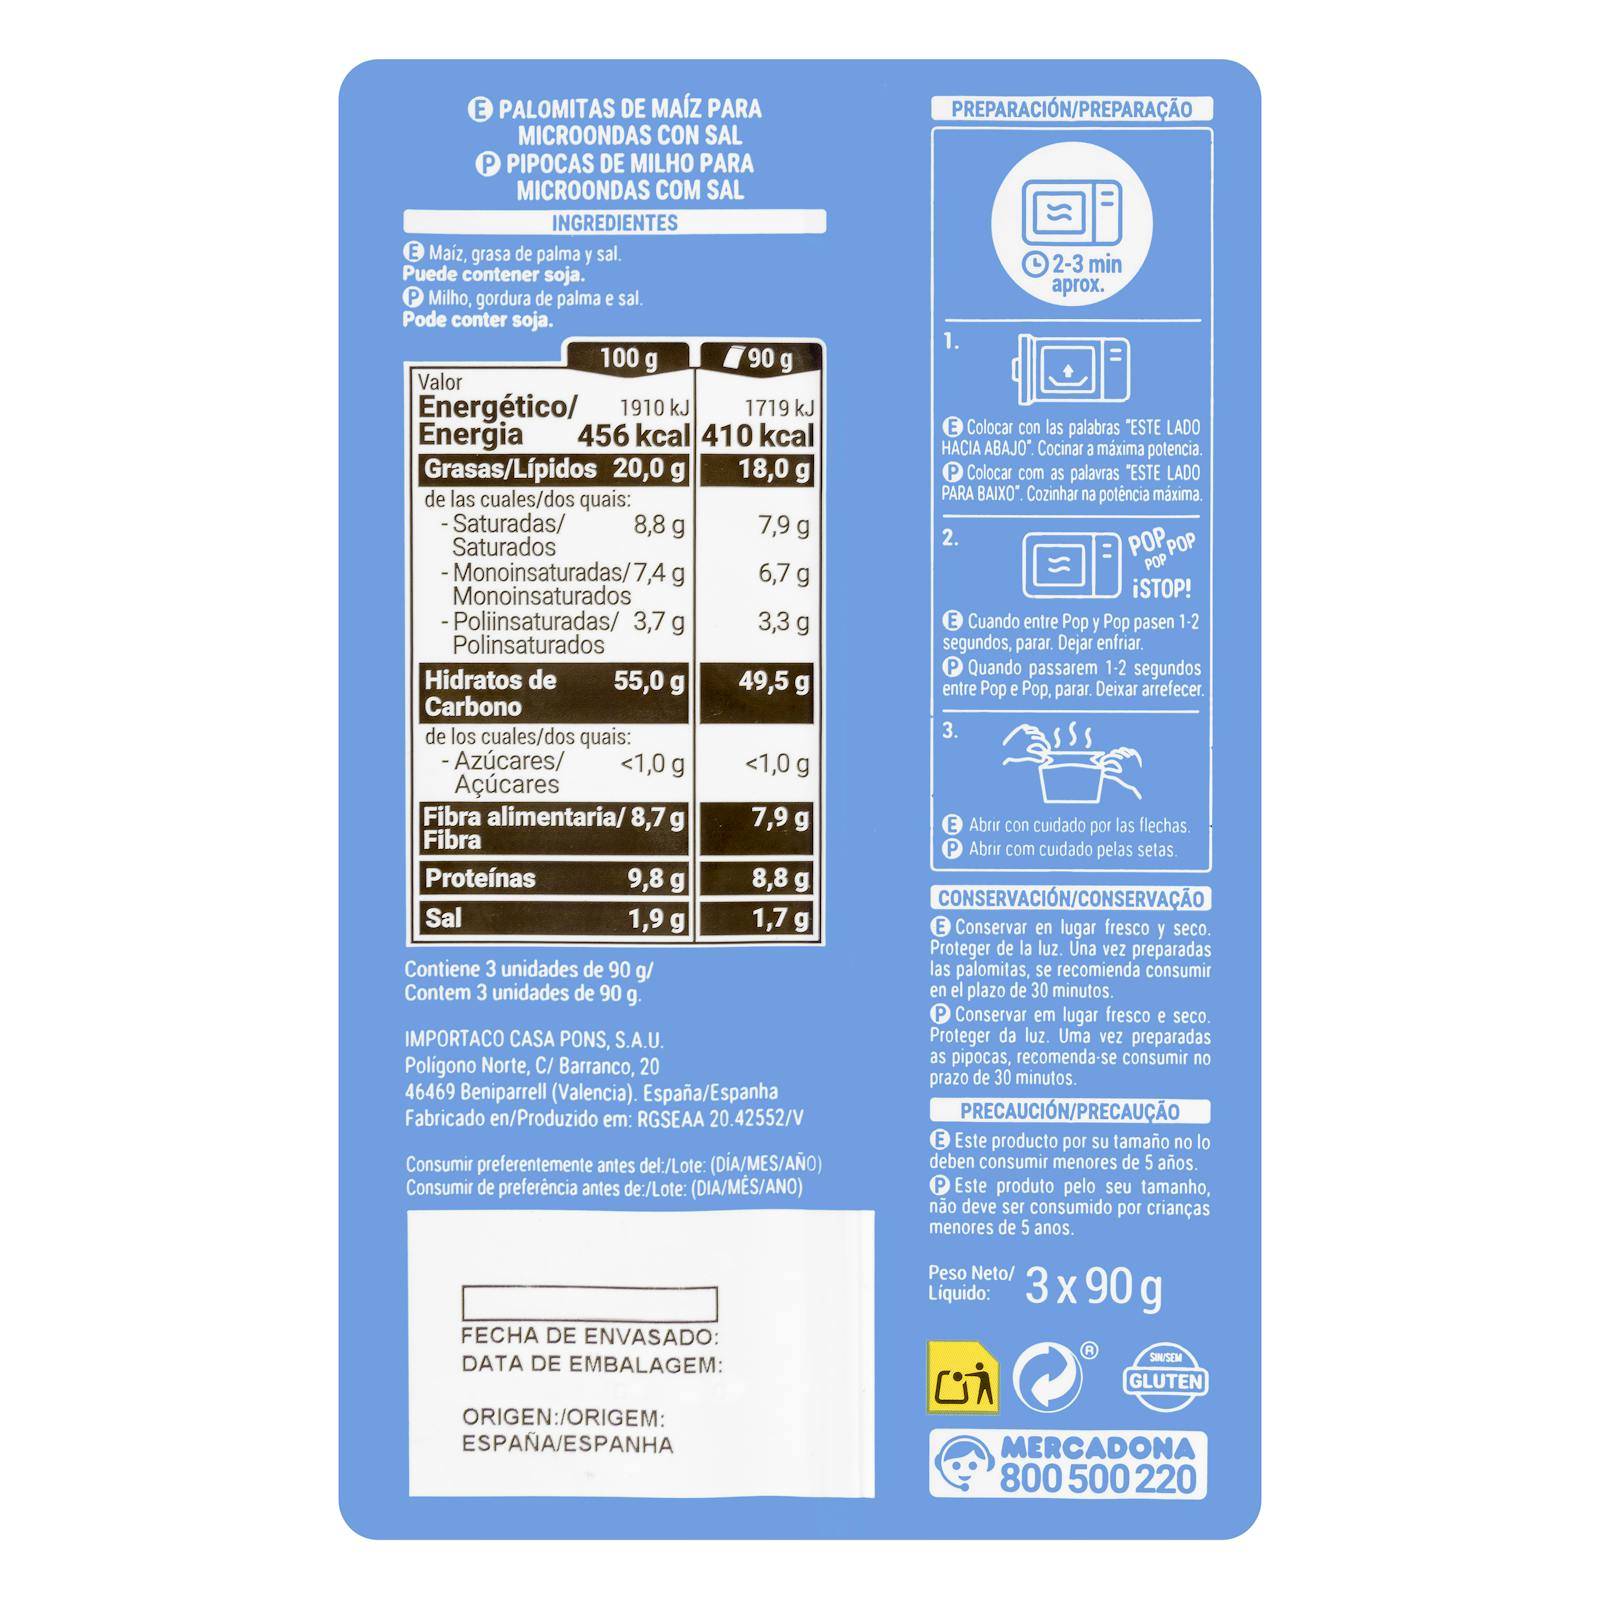 E PALOMITAS DE MAÍZ PARA
MICROONDAS CON SAL
P PIPOCAS DE MILHO PARA
MICROONDAS COM SAL
INGREDIENTES
E Maíz, grasa de palma y sal.
Puede contener soja.
P Milho, gordura de palma e sal.
Pode conter soja.
100 g 90 g
Valor
Energético/ 1910 kJ 1719 kJ
Energia 456 kcal 410 kcal
Grasas/Lípidos 20,0 g 18,0 g
de las cuales/dos quais:
- Saturadas/ 8,8 g 7,9 g
Saturados
- Monoinsaturadas/ 7,4 g 6,7 g
Monoinsaturados
- Poliinsaturadas/ 3,7 g 3,3 g
Polinsaturados
Hidratos de 55,0 g 49,5 g
Carbono
de los cuales/dos quais:
- Azúcares/ <1,0 g <1,0 g
Açúcares
Fibra alimentaria/ 8,7 g 7,9 g
Fibra
Proteínas 9,8 g 8,8 g
Sal 1,9 g 1,7 g
Contiene 3 unidades de 90 g/
Contem 3 unidades de 90 g.
IMPORTACO CASA PONS, S.A.U.
Polígono Norte, C/ Barranco, 20
46469 Beniparrell (Valencia). España/Espanha
Fabricado en/Produzido em: RGSEAA 20.42552/V
Consumir preferentemente antes del:/Lote: (DÍA/MES/AÑO)
Consumir de preferência antes de:/Lote: (DIA/MÊS/ANO)
FECHA DE ENVASADO:
DATA DE EMBALAGEM:
ORIGEN:/ORIGEM:
ESPAÑA/ESPANHA
PREPARACIÓN/PREPARAÇÃO
2-3 min
aprox.
1.
E Colocar con las palabras "ESTE LADO
HACIA ABAJO". Cocinar a máxima potencia.
P Colocar com as palavras "ESTE LADO
PARA BAIXO". Cozinhar na potência máxima.
2.
POP POP
POP
¡STOP!
E Cuando entre Pop y Pop pasen 1-2
segundos, parar. Dejar enfriar.
P Quando passarem 1-2 segundos
entre Pop e Pop, parar. Deixar arrefecer.
3.
E Abrir con cuidado por las flechas.
P Abrir com cuidado pelas setas.
CONSERVACIÓN/CONSERVAÇÃO
E Conservar en lugar fresco y seco.
Proteger de la luz. Una vez preparadas
las palomitas, se recomienda consumir
en el plazo de 30 minutos.
P Conservar em lugar fresco e seco.
Proteger da luz. Uma vez preparadas
as pipocas, recomenda-se consumir no
prazo de 30 minutos.
PRECAUCIÓN/PRECAUÇÃO
E Este producto por su tamaño no lo
deben consumir menores de 5 años.
P Este produto pelo seu tamanho,
não deve ser consumido por crianças
menores de 5 anos.
Peso Neto/
Líquido: 3 x 90 g
®
SIN/SEM
GLUTEN
MERCADONA
800 500 220